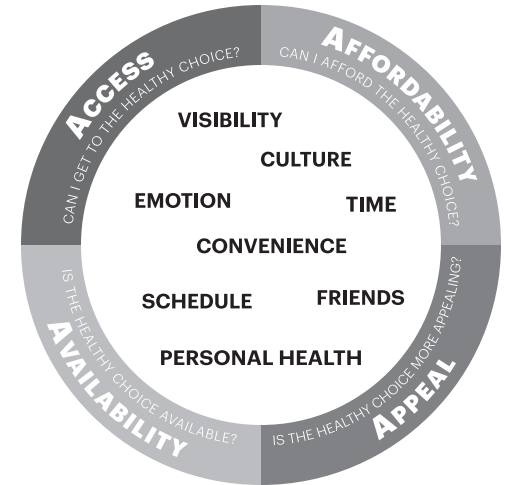 ACCESS
CAN I GET TO THE HEALTHY CHOICE?
AFFORDABILITY
CAN I AFFORD THE HEALTHY CHOICE?
VISIBILITY
CULTURE
EMOTION
TIME
CONVENIENCE
SCHEDULE
FRIENDS
PERSONAL HEALTH
IS THE HEALTHY CHOICE AVAILABLE?
AVAILABILITY
IS THE HEALTHY CHOICE MORE APPEALING?
APPEAL